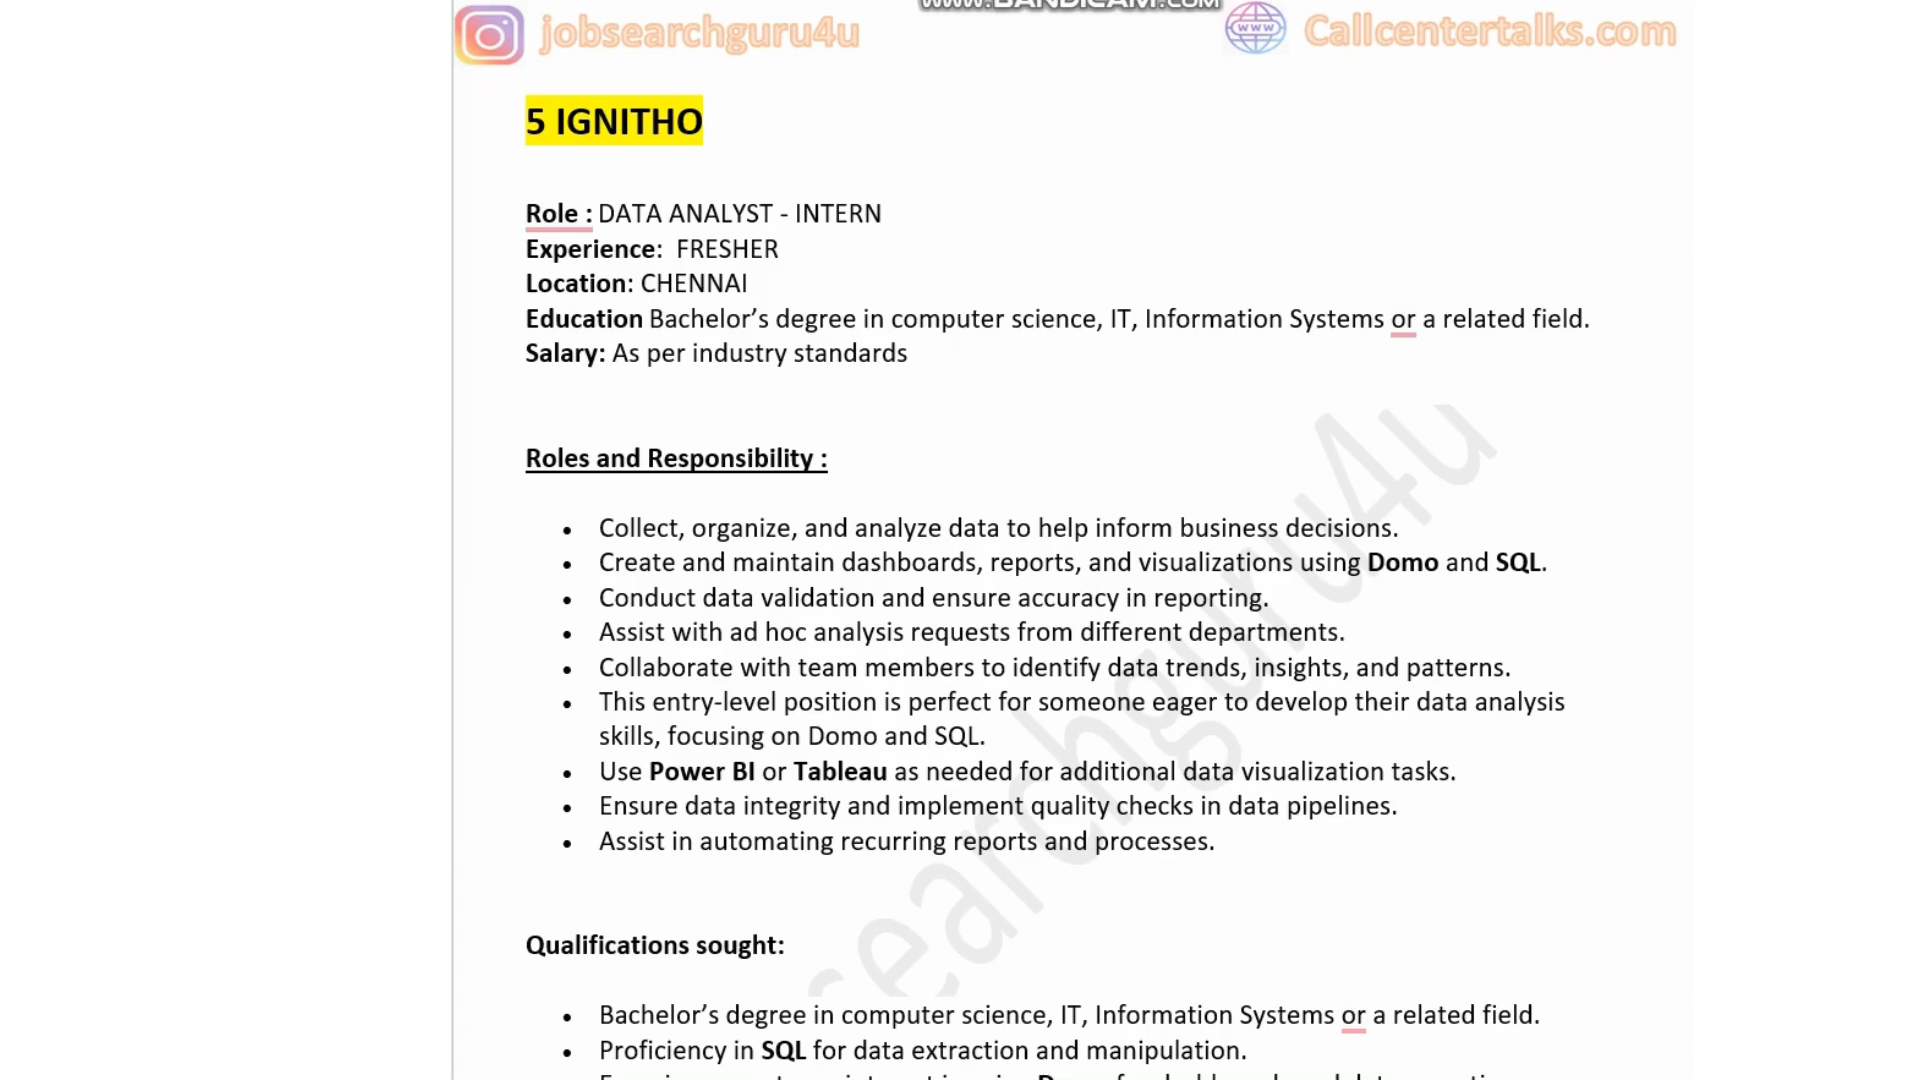 www.BANDICAM.com
jobsearchguru4u
www
Callcentertalks.com
5 IGNITHO
Role : DATA ANALYST - INTERN
Experience:  FRESHER
Location: CHENNAI
Education Bachelor’s degree in computer science, IT, Information Systems or a related field.
Salary: As per industry standards
Roles and Responsibility :
• Collect, organize, and analyze data to help inform business decisions.
• Create and maintain dashboards, reports, and visualizations using Domo and SQL.
• Conduct data validation and ensure accuracy in reporting.
• Assist with ad hoc analysis requests from different departments.
• Collaborate with team members to identify data trends, insights, and patterns.
• This entry-level position is perfect for someone eager to develop their data analysis
skills, focusing on Domo and SQL.
• Use Power BI or Tableau as needed for additional data visualization tasks.
• Ensure data integrity and implement quality checks in data pipelines.
• Assist in automating recurring reports and processes.
searchguru4u
Qualifications sought:
• Bachelor’s degree in computer science, IT, Information Systems or a related field.
• Proficiency in SQL for data extraction and manipulation.